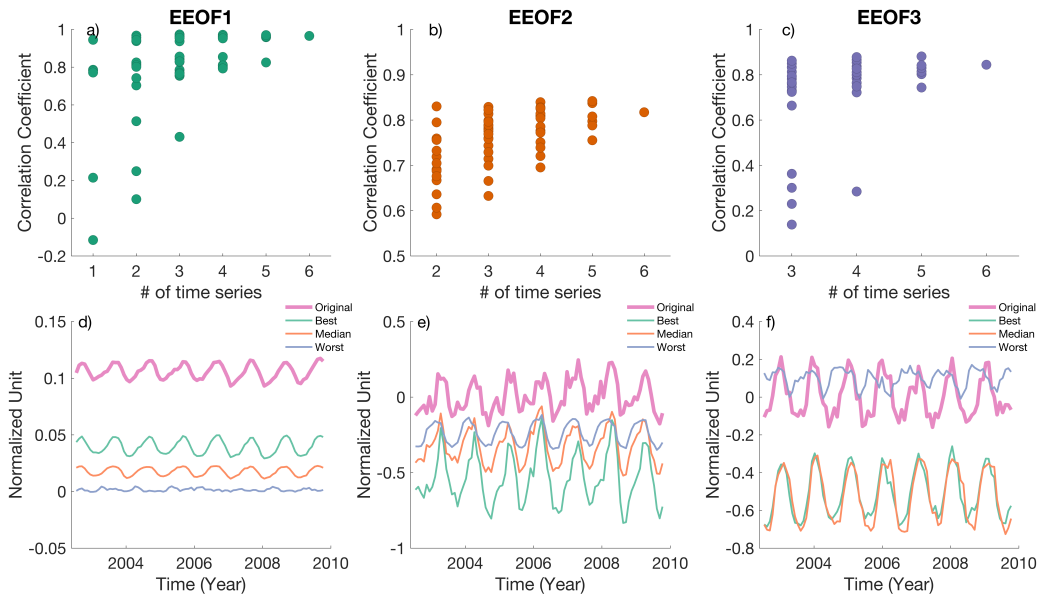 EEOF1
a)
1
0.8
0.6
0.4
0.2
0
-0.2
Correlation Coefficient
1 2 3 4 5 6
# of time series
EEOF2
b)
1
0.9
0.8
0.7
0.6
0.5
Correlation Coefficient
2 3 4 5 6
# of time series
EEOF3
c)
1
0.8
0.6
0.4
0.2
0
Correlation Coefficient
3 4 5 6
# of time series
d)
Original
Best
Median
Worst
0.15
0.1
0.05
0
-0.05
Normalized Unit
2004 2006 2008 2010
Time (Year)
e)
Original
Best
Median
Worst
0.5
0
-0.5
-1
Normalized Unit
2004 2006 2008 2010
Time (Year)
f)
Original
Best
Median
Worst
0.4
0.2
0
-0.2
-0.4
-0.6
-0.8
Normalized Unit
2004 2006 2008 2010
Time (Year)